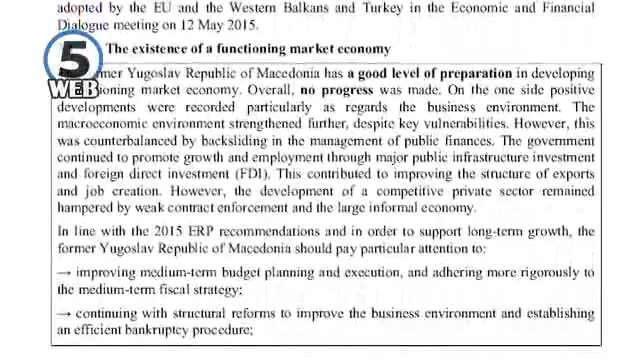 adopted by the EU and the Western Balkans and Turkey in the Economic and Financial
Dialogue meeting on 12 May 2015.
The existence of a functioning market economy
mer Yugoslav Republic of Macedonia has a good level of preparation in developing
ioning market economy. Overall, no progress was made. On the one side positive
developments were recorded particularly as regards the business environment. The
macroeconomic environment strengthened further, despite key vulnerabilities. However, this
was counterbalanced by backsliding in the management of public finances. The government
continued to promote growth and employment through major public infrastructure investment
and foreign direct investment (FDI). This contributed to improving the structure of exports
and job creation. However, the development of a competitive private sector remained
hampered by weak contract enforcement and the large informal economy.
In line with the 2015 ERP recommendations and in order to support long-term growth, the
former Yugoslav Republic of Macedonia should pay particular attention to:
→ improving medium-term budget planning and execution, and adhering more rigorously to
the medium-term fiscal strategy;
→ continuing with structural reforms to improve the business environment and establishing
an efficient bankruptcy procedure;
5
WEB